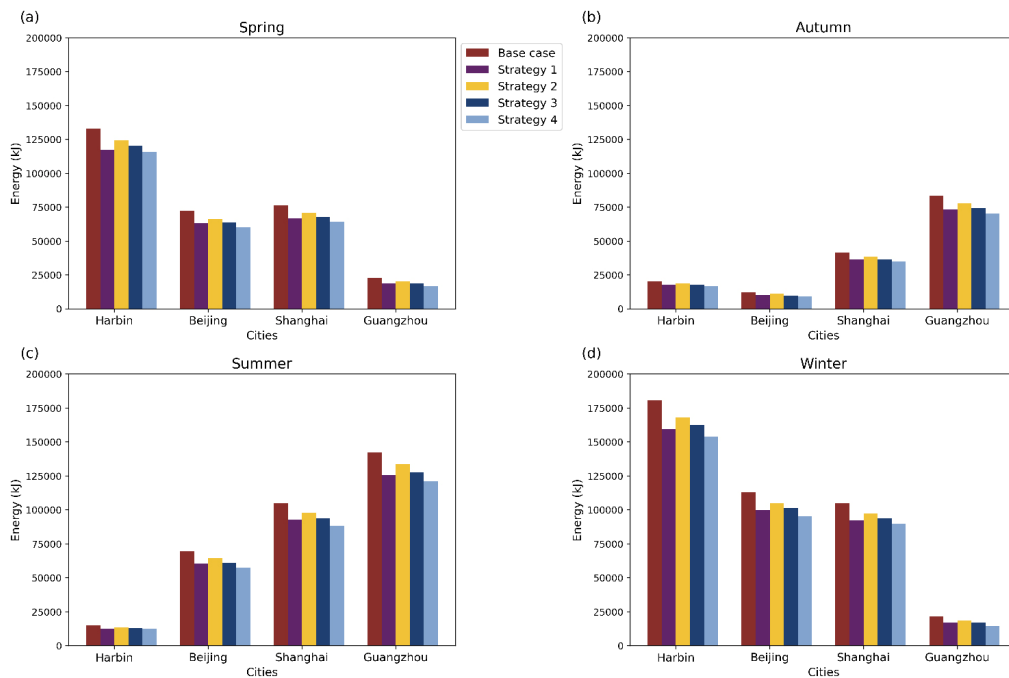 (a)
Spring
200000
175000
150000
125000
100000
75000
50000
25000
0
Energy (kJ)
Harbin Beijing Shanghai Guangzhou
Cities
Base case
Strategy 1
Strategy 2
Strategy 3
Strategy 4
(b)
Autumn
200000
175000
150000
125000
100000
75000
50000
25000
0
Energy (kJ)
Harbin Beijing Shanghai Guangzhou
Cities
(c)
Summer
200000
175000
150000
125000
100000
75000
50000
25000
0
Energy (kJ)
Harbin Beijing Shanghai Guangzhou
Cities
(d)
Winter
200000
175000
150000
125000
100000
75000
50000
25000
0
Energy (kJ)
Harbin Beijing Shanghai Guangzhou
Cities